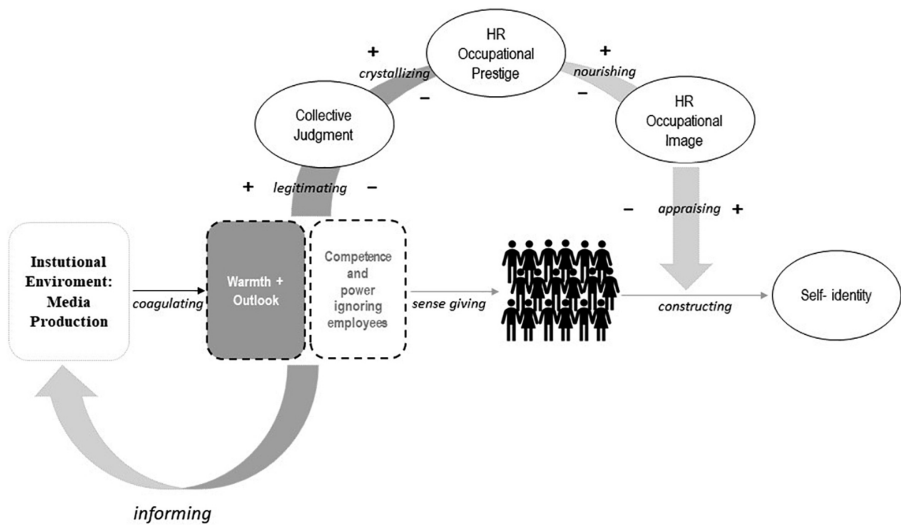 HR
Occupational
Prestige
+
crystallizing
−
+
nourishing
−
Collective
Judgment
HR
Occupational
Image
+ legitimating −
− appraising +
Instutional
Enviroment:
Media
Production
coagulating
Warmth +
Outlook
Competence
and
power
ignoring
employees
sense giving
constructing
Self- identity
informing